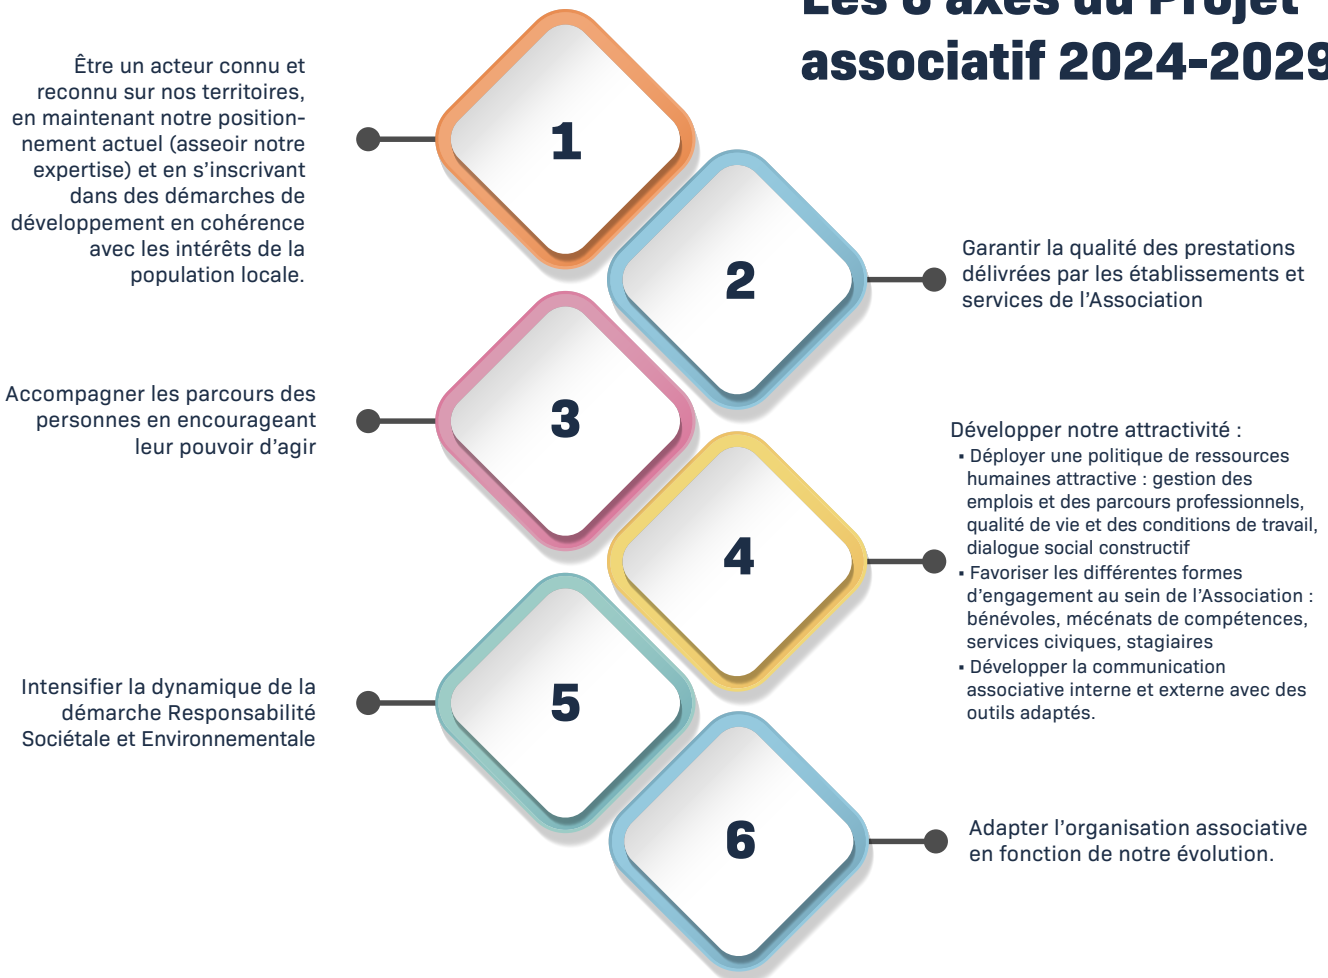 Les 6 axes du Projet
associatif 2024-2029
1
Être un acteur connu et
reconnu sur nos territoires,
en maintenant notre position-
nement actuel (asseoir notre
expertise) et en s'inscrivant
dans des démarches de
développement en cohérence
avec les intérêts de la
population locale.
2
Garantir la qualité des prestations
délivrées par les établissements et
services de l'Association
3
Accompagner les parcours des
personnes en encourageant
leur pouvoir d'agir
4
Développer notre attractivité :
▪ Déployer une politique de ressources
humaines attractive : gestion des
emplois et des parcours professionnels,
qualité de vie et des conditions de travail,
dialogue social constructif
▪ Favoriser les différentes formes
d'engagement au sein de l'Association :
bénévoles, mécénats de compétences,
services civiques, stagiaires
▪ Développer la communication
associative interne et externe avec des
outils adaptés.
5
Intensifier la dynamique de la
démarche Responsabilité
Sociétale et Environnementale
6
Adapter l'organisation associative
en fonction de notre évolution.